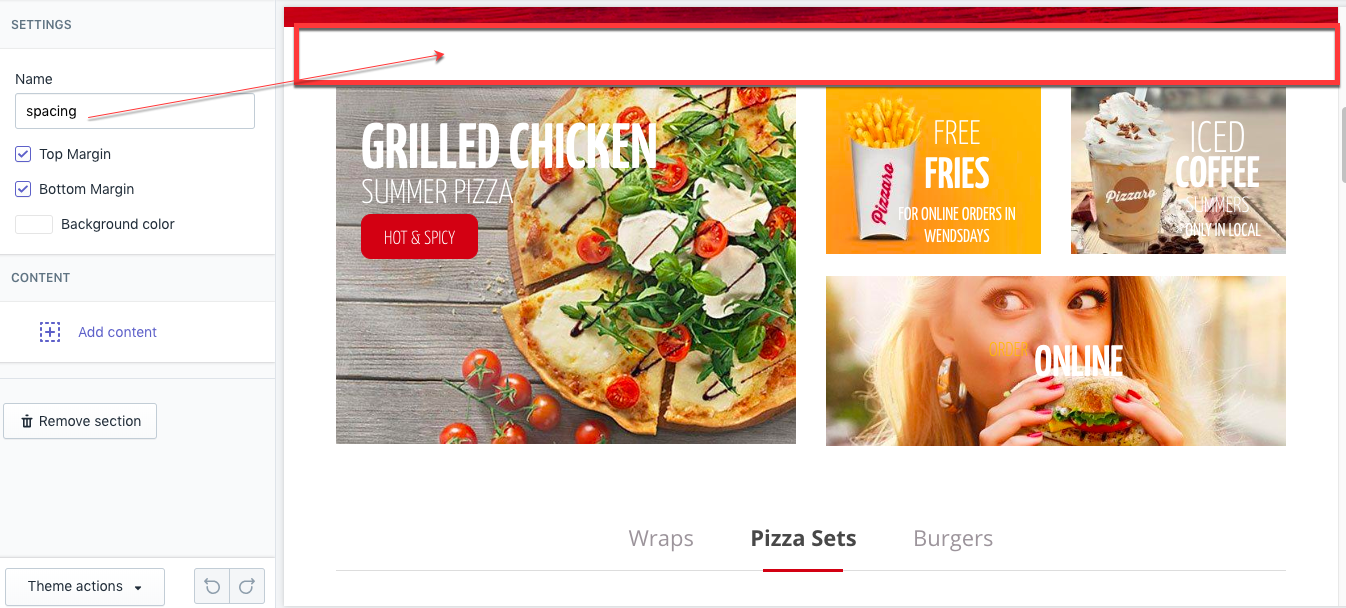 SETTINGS
Name
spacing
Top Margin
Bottom Margin
Background color
CONTENT
Add content
Remove section
Theme actions
GRILLED CHICKEN
SUMMER PIZZA
HOT & SPICY
Pizzaro
FREE
FRIES
FOR ONLINE ORDERS IN
WENDSDAYS
Pizzaro
ICED
COFFEE
SUMMERS
ONLY IN LOCAL
ORDER ONLINE
Wraps
Pizza Sets
Burgers